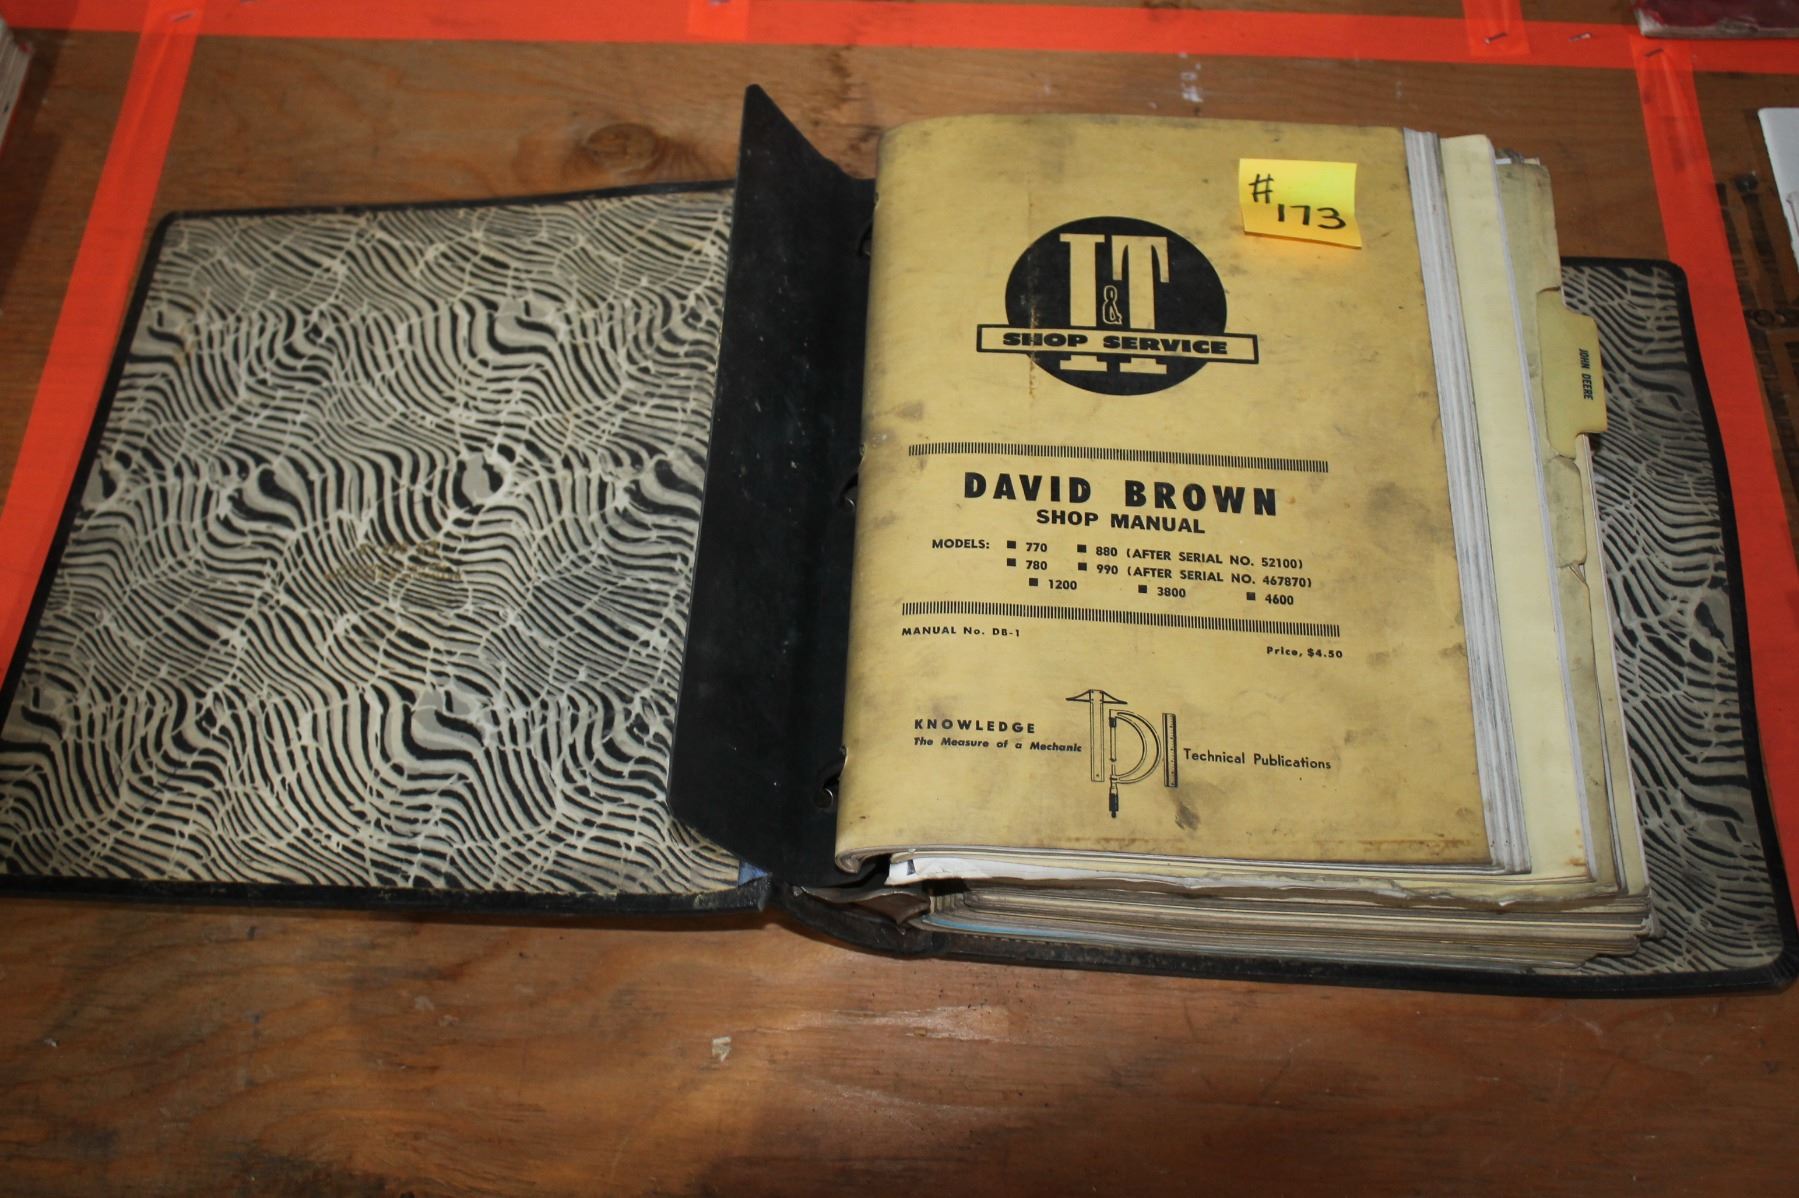 # 173
I&T
SHOP SERVICE
DAVID BROWN
SHOP MANUAL
MODELS: ■ 770 ■ 880 (AFTER SERIAL NO. 52100)
■ 780 ■ 990 (AFTER SERIAL NO. 467870)
■ 1200 ■ 3800 ■ 4600
MANUAL No. DB-1
Price, $4.50
KNOWLEDGE
The Measure of a Mechanic
Technical Publications
JOHN DEERE